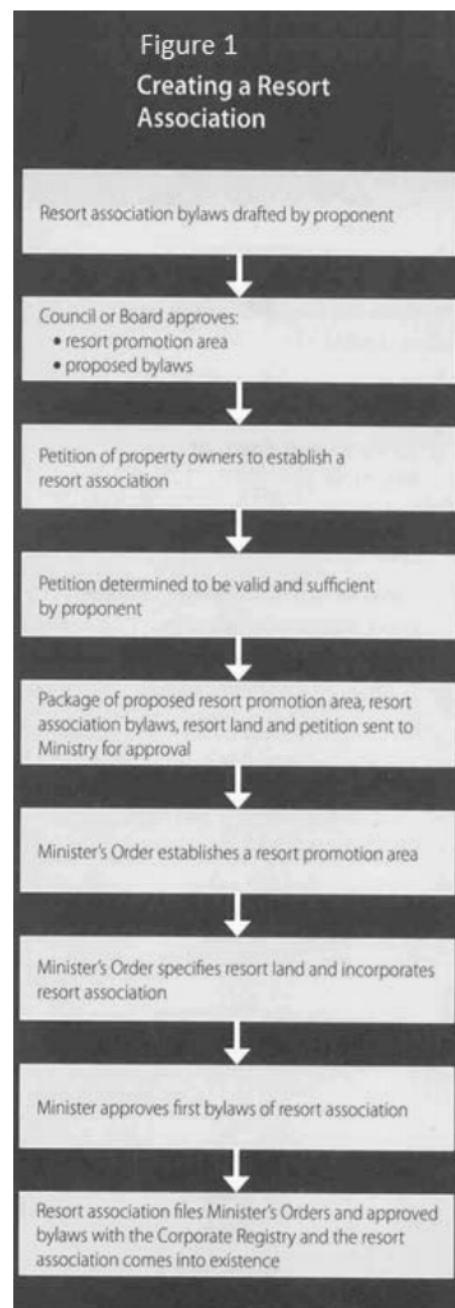 Figure 1
Creating a Resort
Association
Resort association bylaws drafted by proponent
Council or Board approves:
• resort promotion area
• proposed bylaws
Petition of property owners to establish a
resort association
Petition determined to be valid and sufficient
by proponent
Package of proposed resort promotion area, resort
association bylaws, resort land and petition sent to
Ministry for approval
Minister's Order establishes a resort promotion area
Minister's Order specifies resort land and incorporates
resort association
Minister approves first bylaws of resort association
Resort association files Minister's Orders and approved
bylaws with the Corporate Registry and the resort
association comes into existence